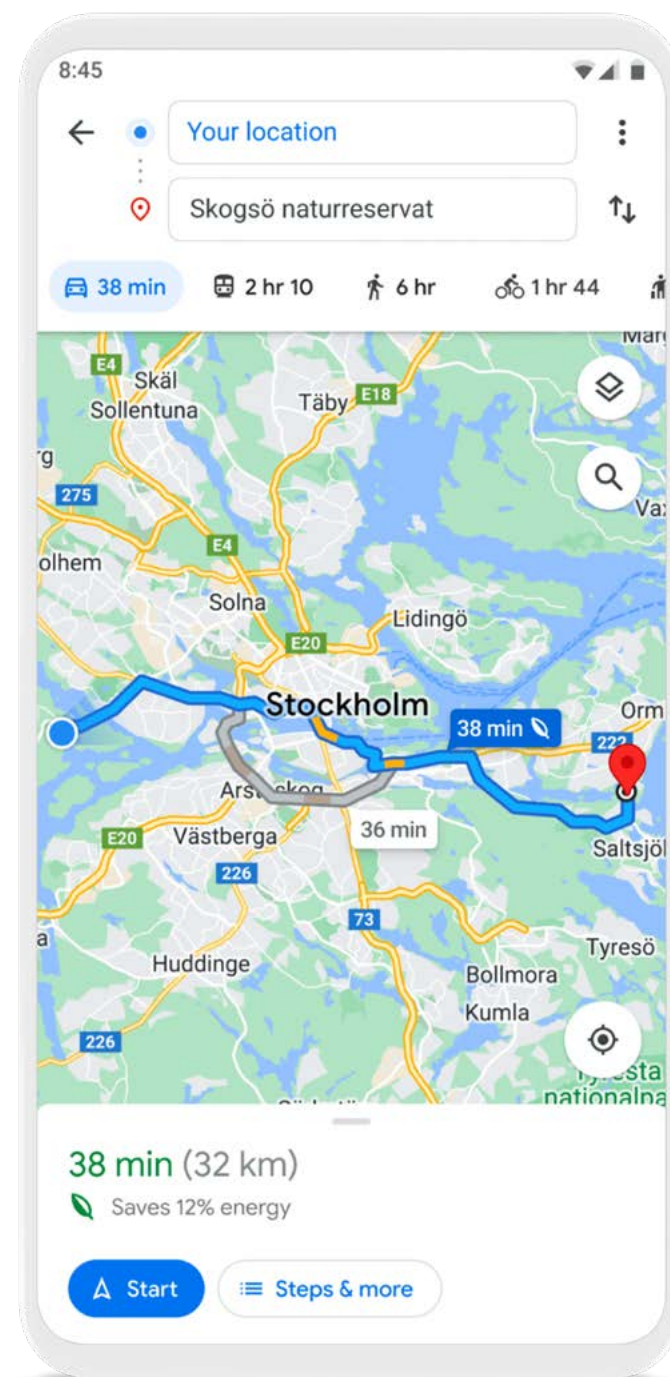 8:45
Your location
Skogsö naturreservat
38 min
2 hr 10
6 hr
1 hr 44
E4
Skäl
Sollentuna
Täby
E18
275
E4
Solna
Lidingö
E20
Stockholm
38 min
Orm
222
36 min
E20
Västberga
226
Saltsjö
73
Huddinge
Tyresö
Bollmora
Kumla
226
38 min (32 km)
Saves 12% energy
Start
Steps & more